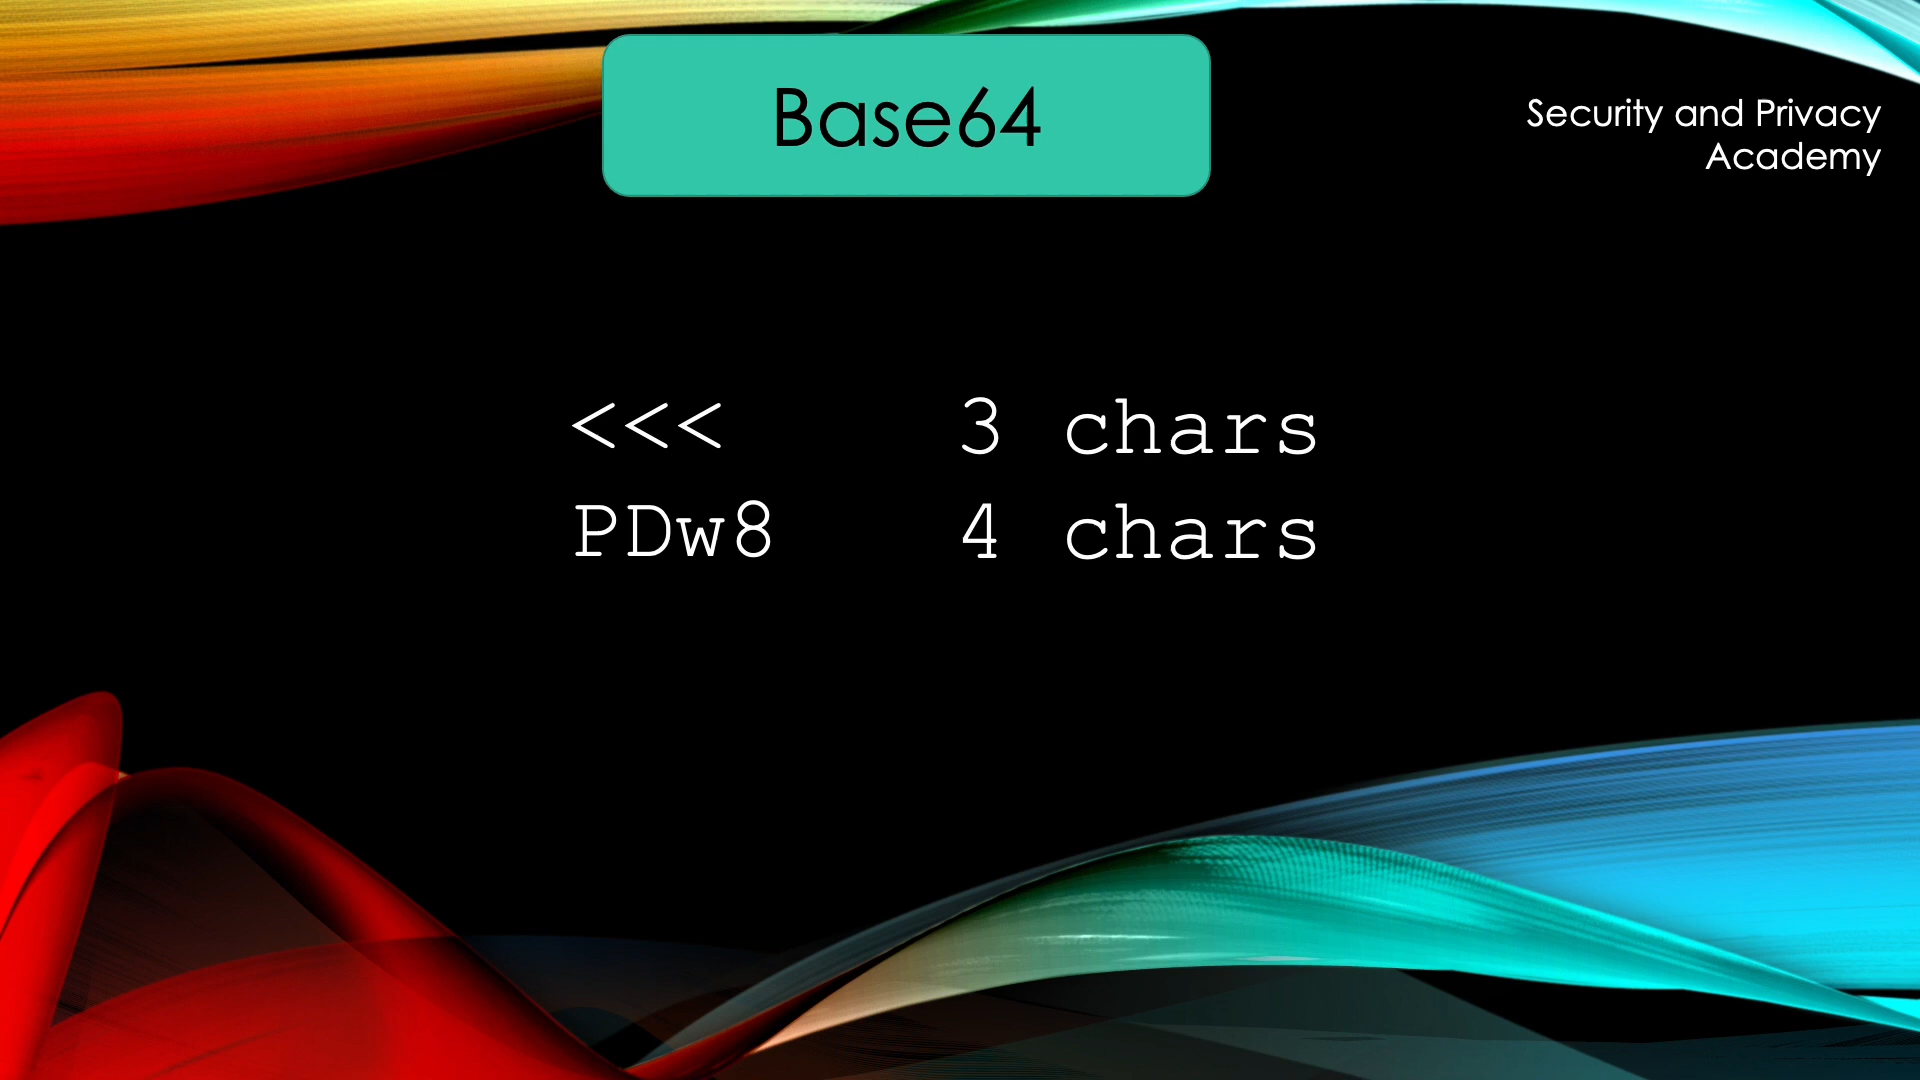 Base64
Security and Privacy
Academy
<<< 3 chars
PDw8 4 chars